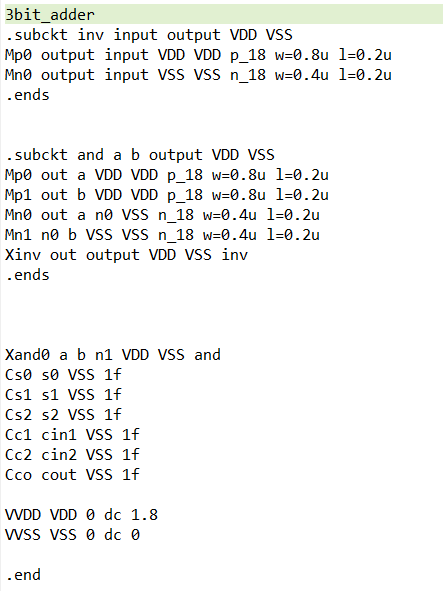 3bit_adder
.subckt inv input output VDD VSS
Mp0 output input VDD VDD p_18 w=0.8u l=0.2u
Mn0 output input VSS VSS n_18 w=0.4u l=0.2u
.ends
.subckt and a b output VDD VSS
Mp0 out a VDD VDD p_18 w=0.8u l=0.2u
Mp1 out b VDD VDD p_18 w=0.8u l=0.2u
Mn0 out a n0 VSS n_18 w=0.4u l=0.2u
Mn1 n0 b VSS VSS n_18 w=0.4u l=0.2u
Xinv out output VDD VSS inv
.ends
Xand0 a b n1 VDD VSS and
Cs0 s0 VSS 1f
Cs1 s1 VSS 1f
Cs2 s2 VSS 1f
Cc1 cin1 VSS 1f
Cc2 cin2 VSS 1f
Cco cout VSS 1f
VVDD VDD 0 dc 1.8
VVSS VSS 0 dc 0
.end